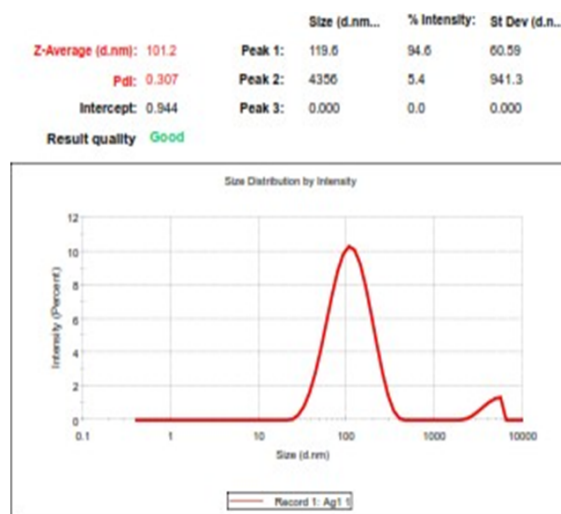 Size (d.nm... % Intensity: St Dev (d.n...
Z-Average (d.nm): 101.2 Peak 1: 119.6 94.6 60.59
PdI: 0.307 Peak 2: 4356 5.4 941.3
Intercept: 0.944 Peak 3: 0.000 0.0 0.000
Result quality Good
Size Distribution by Intensity
Intensity (Percent)
12
10
8
6
4
2
0
0.1 1 10 100 1000 10000
Size (d.nm)
Record 1: Ag1 1